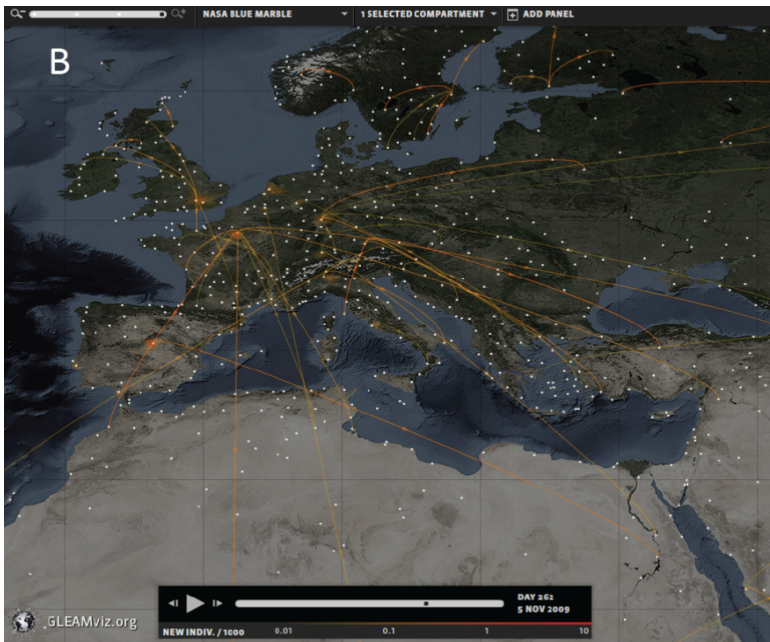 NASA BLUE MARBLE 1 SELECTED COMPARTMENT ADD PANEL
B
DAY 262
5 NOV 2009
GLEAMviz.org
NEW INDIV. / 1000 0.01 0.1 1 10